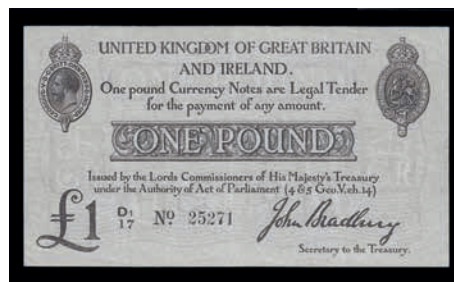 UNITED KINGDOM OF GREAT BRITAIN
AND IRELAND.
One pound Currency Notes are Legal Tender
for the payment of any amount.
ONE POUND
Issued by the Lords Commissioners of His Majesty's Treasury
under the Authority of Act of Parliament (4 & 5 Geo.V.ch.14)
£1 D1/17 No 25271 John Bradbury
Secretary to the Treasury.